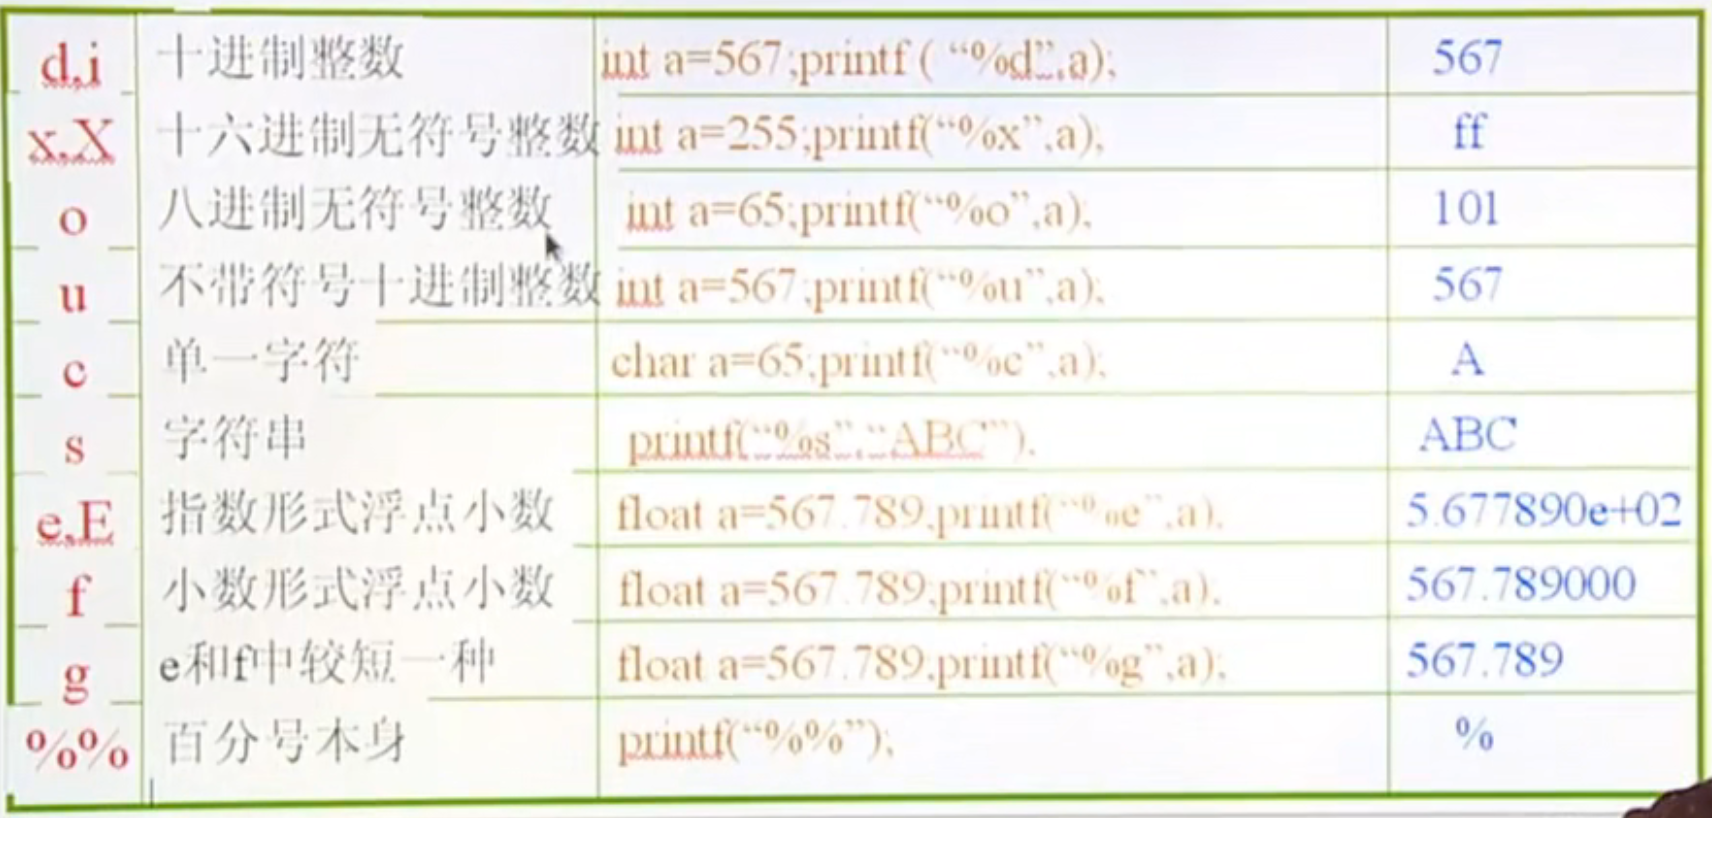 d,i 十进制整数 int a=567;printf ( “%d”,a); 567
x,X 十六进制无符号整数 int a=255;printf(“%x”,a); ff
o 八进制无符号整数 int a=65;printf(“%o”,a); 101
u 不带符号十进制整数 int a=567;printf(“%u”,a); 567
c 单一字符 char a=65;printf(“%c”,a); A
s 字符串 printf(“%s”,“ABC”); ABC
e,E 指数形式浮点小数 float a=567.789;printf(“%e”,a); 5.677890e+02
f 小数形式浮点小数 float a=567.789;printf(“%f”,a); 567.789000
g e和f中较短一种 float a=567.789;printf(“%g”,a); 567.789
%% 百分号本身 printf(“%%”); %